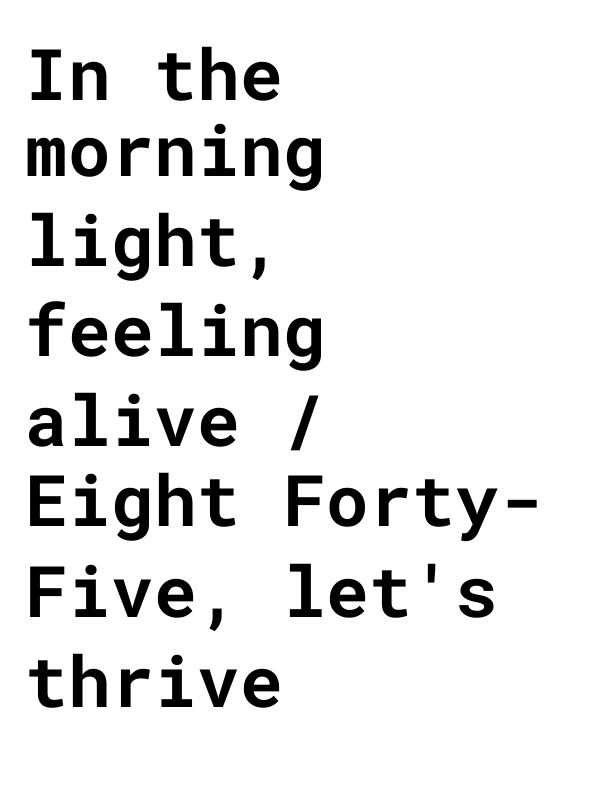 In the
morning
light,
feeling
alive /
Eight Forty-
Five, let's
thrive